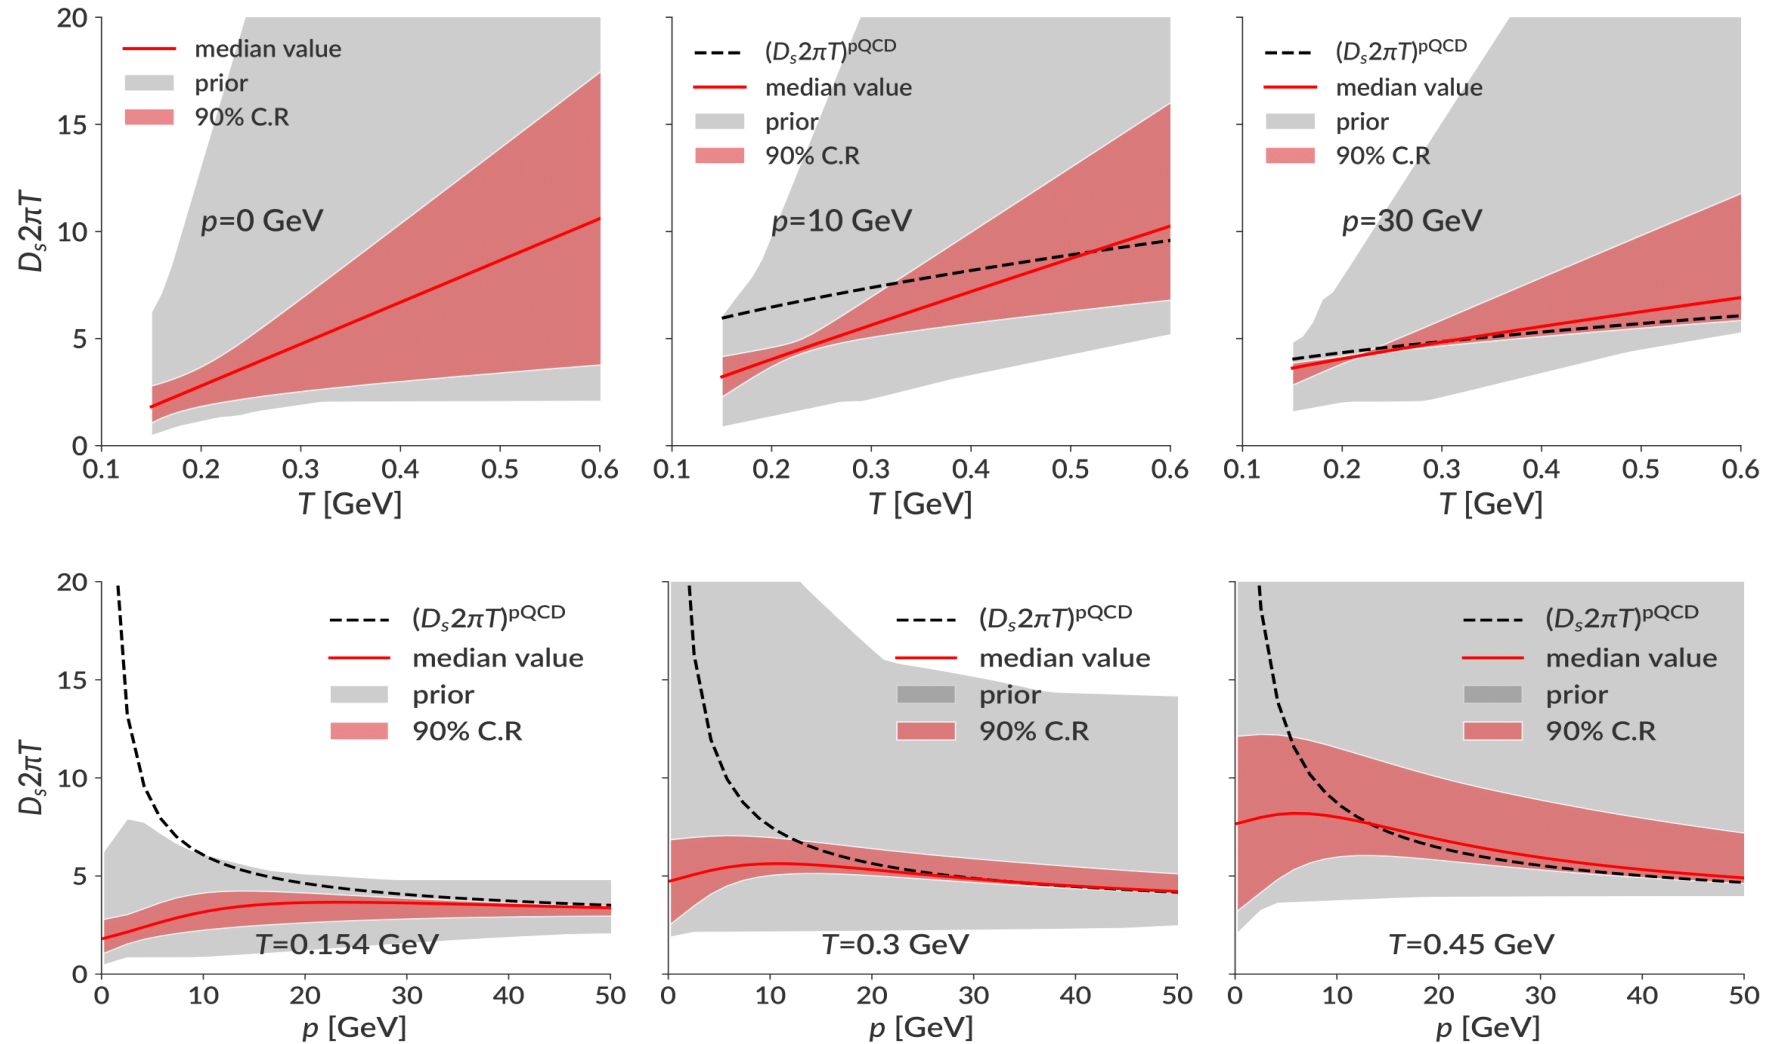 20
15
10
5
0
D_s2πT
median value
prior
90% C.R
p=0 GeV
0.1 0.2 0.3 0.4 0.5 0.6
T [GeV]
(D_s2πT)^pQCD
median value
prior
90% C.R
p=10 GeV
0.1 0.2 0.3 0.4 0.5 0.6
T [GeV]
(D_s2πT)^pQCD
median value
prior
90% C.R
p=30 GeV
0.1 0.2 0.3 0.4 0.5 0.6
T [GeV]
20
15
10
5
0
D_s2πT
(D_s2πT)^pQCD
median value
prior
90% C.R
T=0.154 GeV
0 10 20 30 40 50
p [GeV]
(D_s2πT)^pQCD
median value
prior
90% C.R
T=0.3 GeV
0 10 20 30 40 50
p [GeV]
(D_s2πT)^pQCD
median value
prior
90% C.R
T=0.45 GeV
0 10 20 30 40 50
p [GeV]